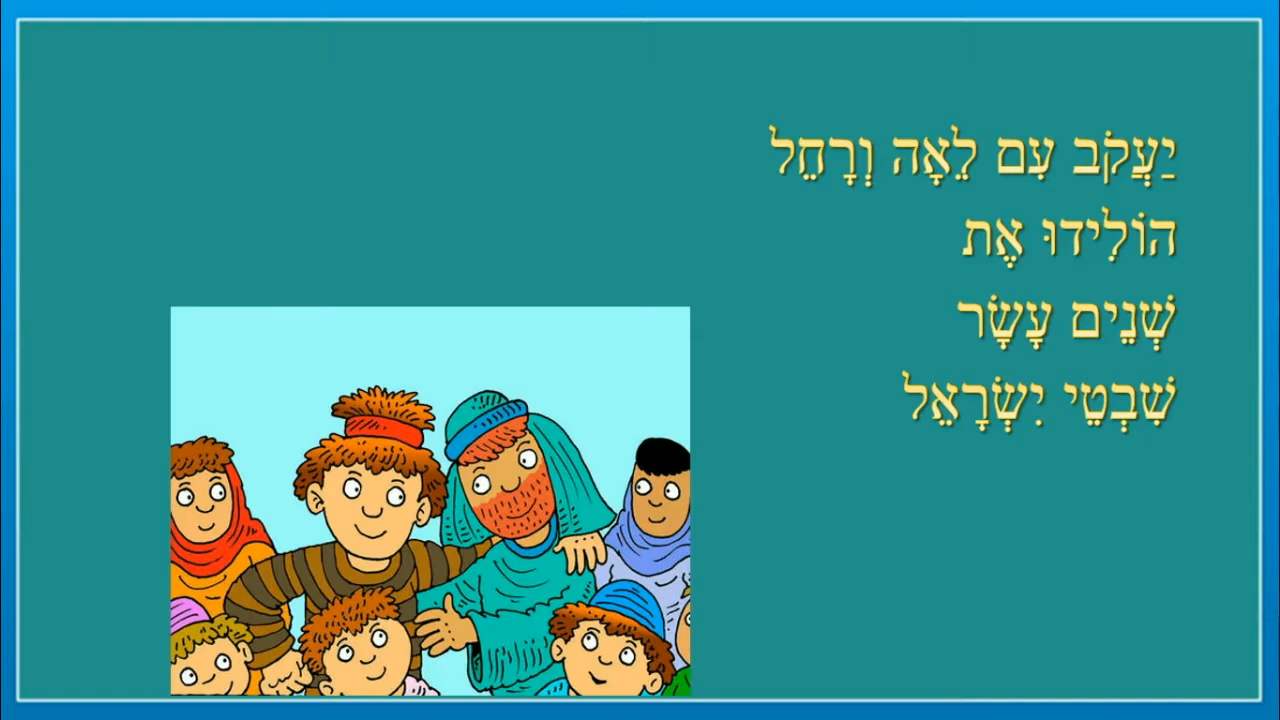 יַעֲקֹב עִם לֵאָה וְרָחֵל
הוֹלִידוּ אֶת
שְׁנֵים עָשָׂר
שִׁבְטֵי יִשְׂרָאֵל